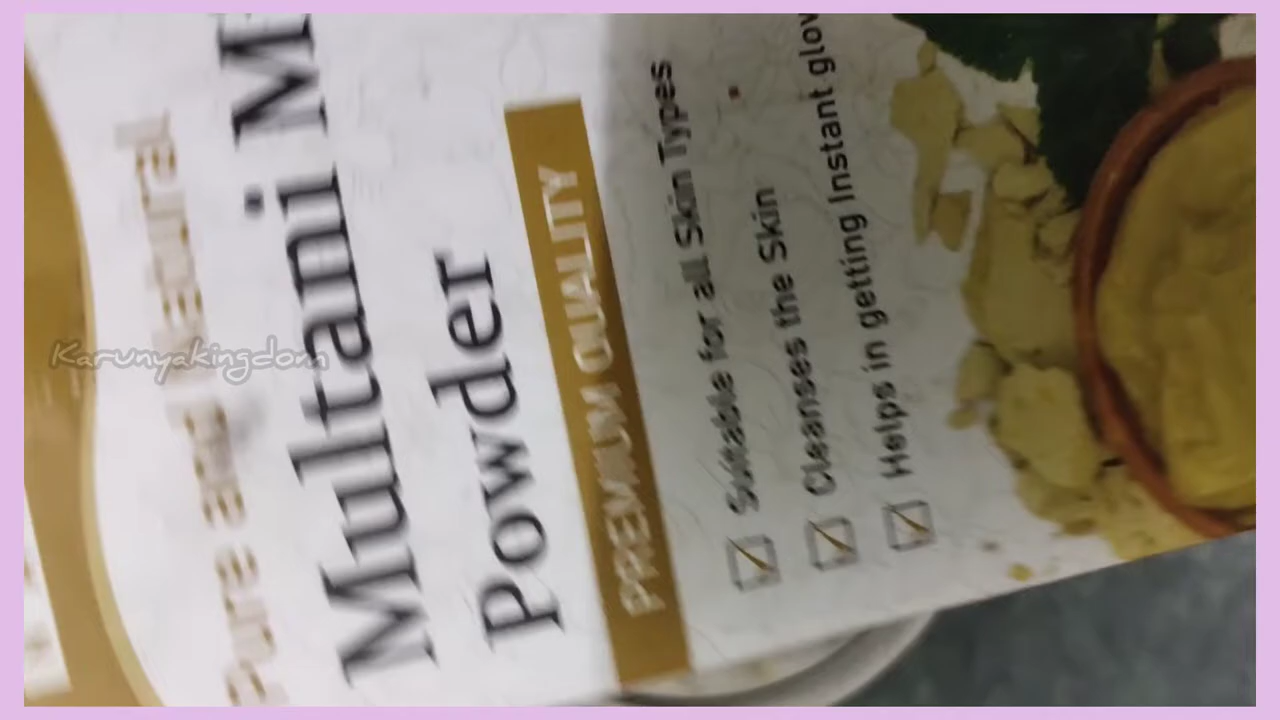 Pure and Natural
Multani M
Powder
PREMIUM QUALITY
Suitable for all Skin Types
Cleanses the Skin
Helps in getting Instant glow
Karunyakingdom